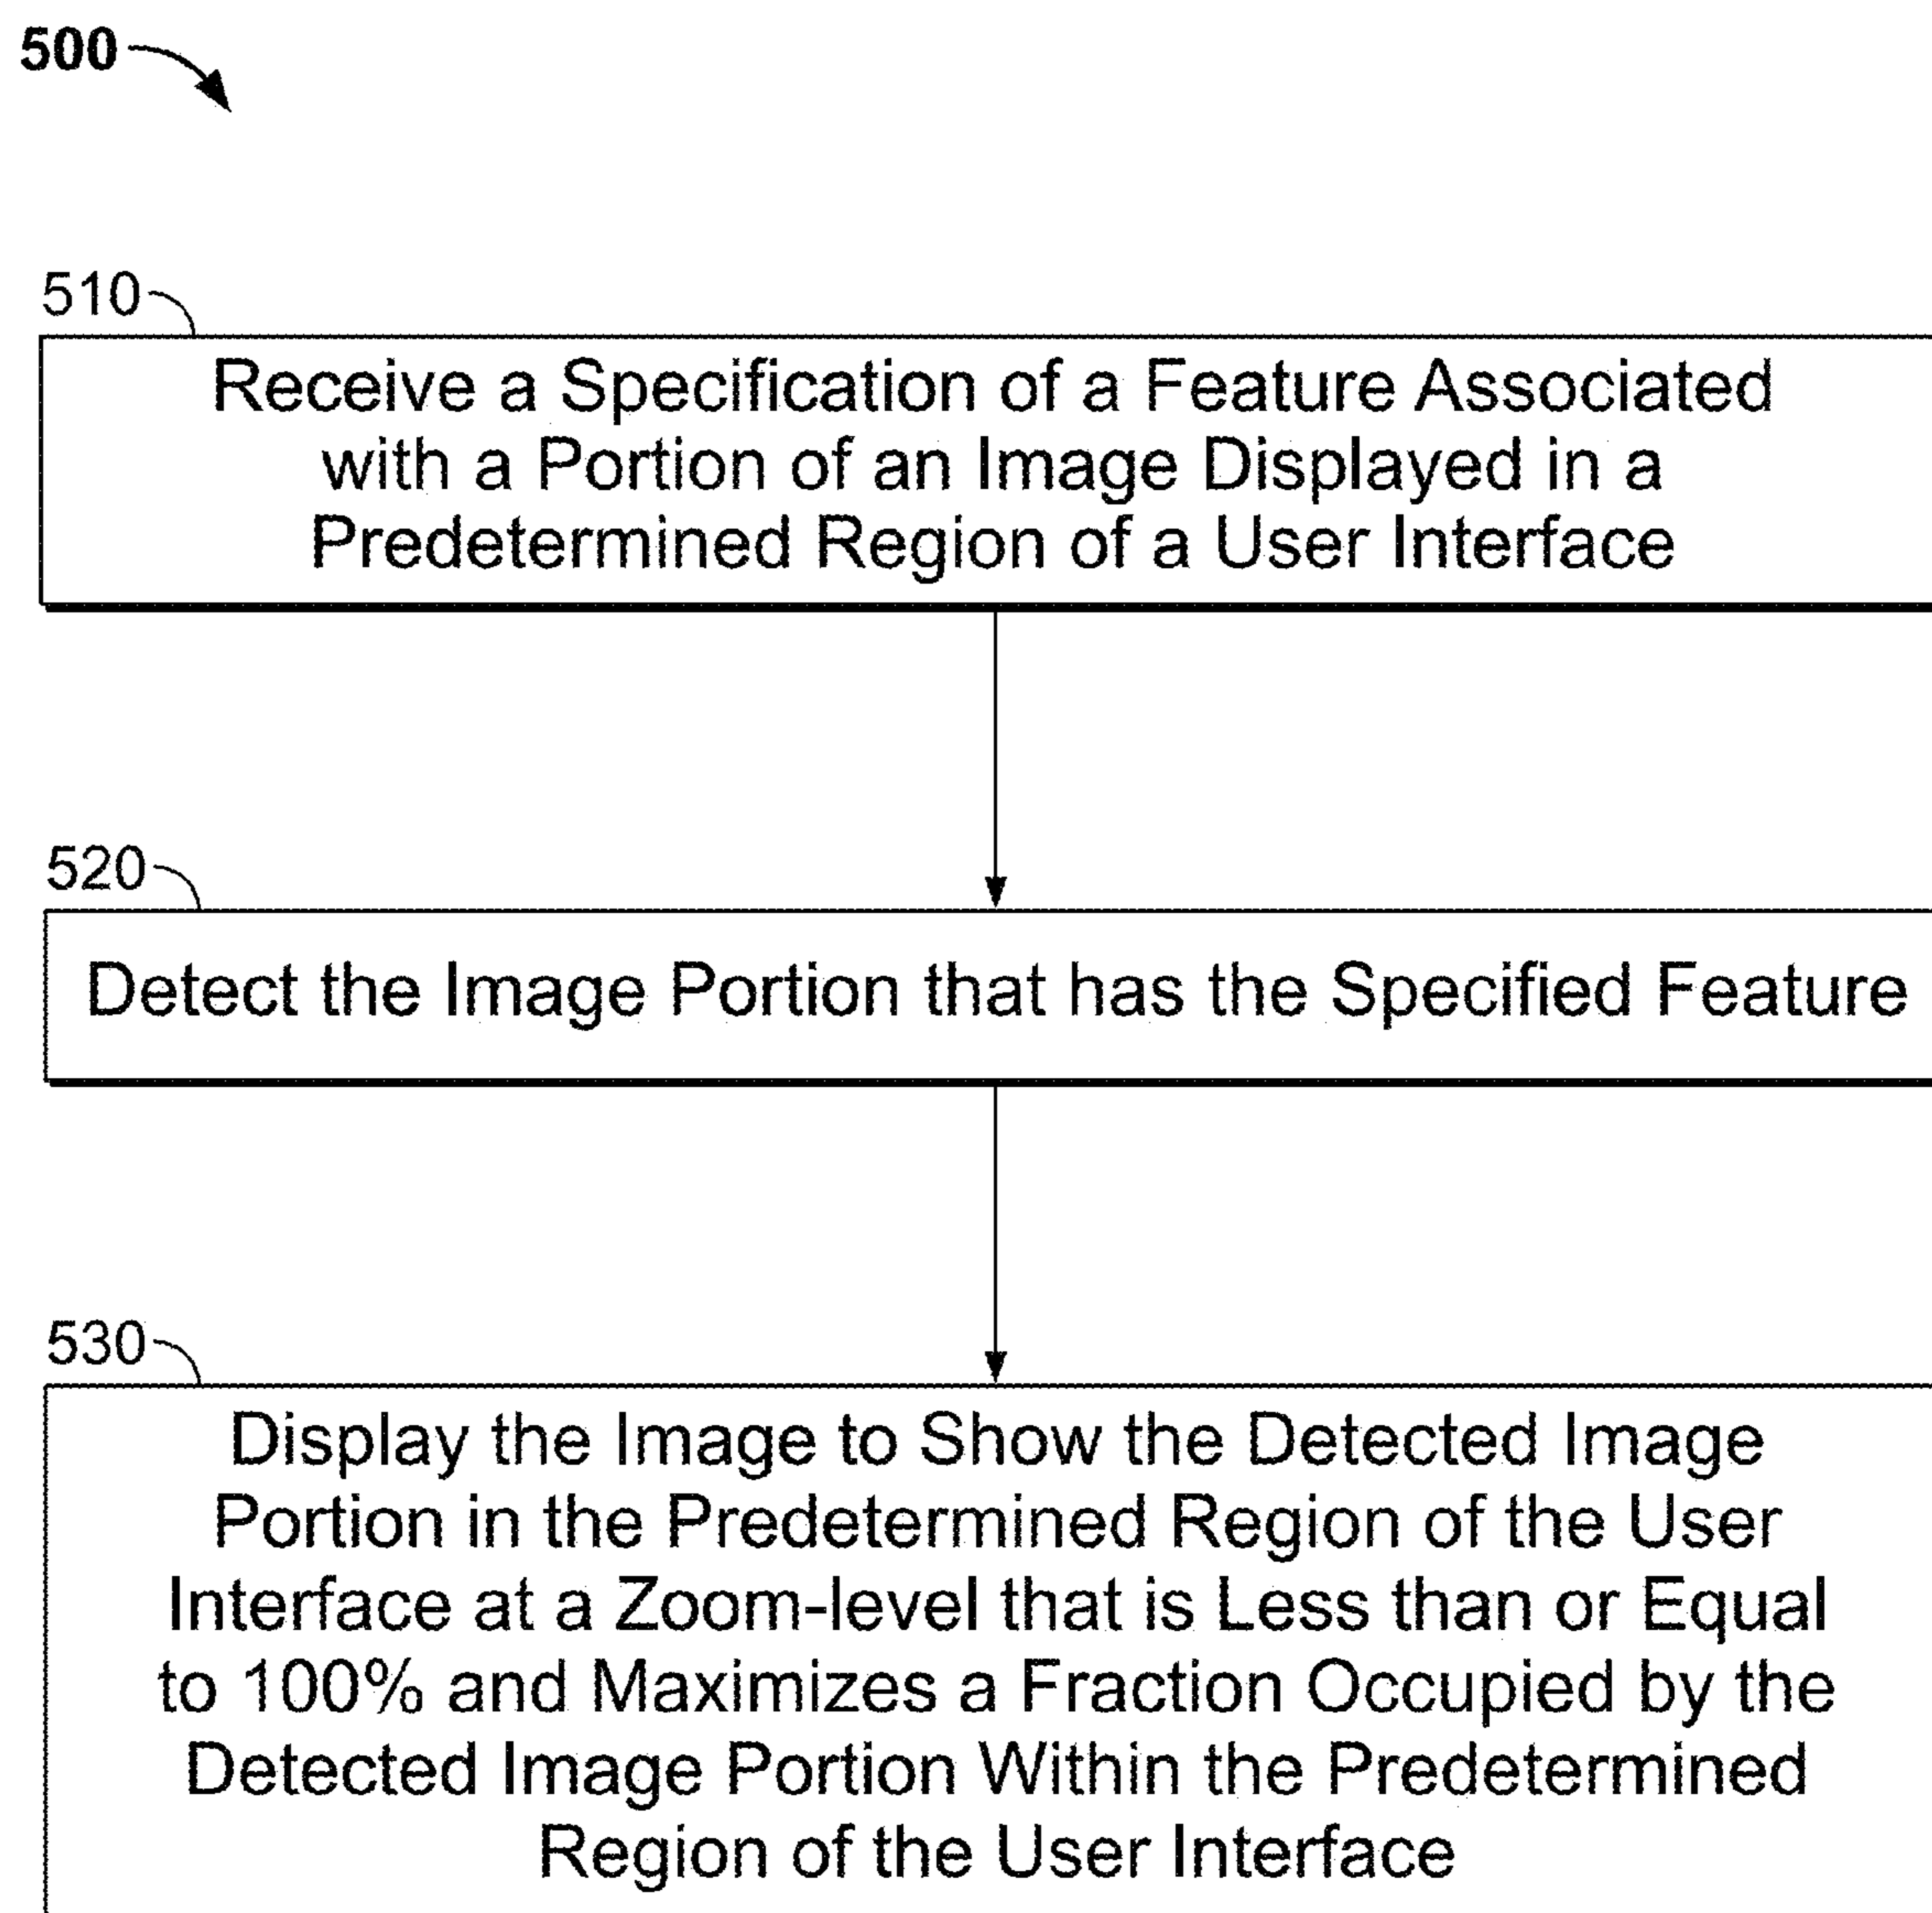 500
510
Receive a Specification of a Feature Associated
with a Portion of an Image Displayed in a
Predetermined Region of a User Interface
520
Detect the Image Portion that has the Specified Feature
530
Display the Image to Show the Detected Image
Portion in the Predetermined Region of the User
Interface at a Zoom-level that is Less than or Equal
to 100% and Maximizes a Fraction Occupied by the
Detected Image Portion Within the Predetermined
Region of the User Interface